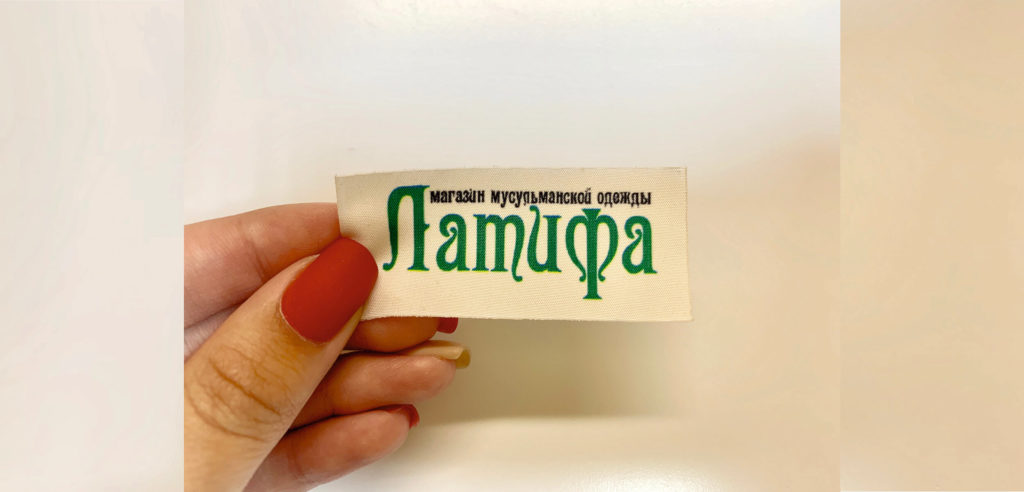 магазин мусульманской одежды
Латифа